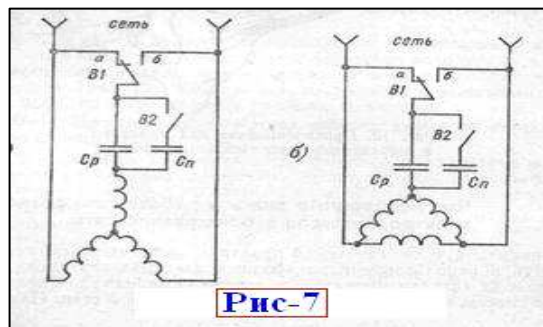 сеть
сеть
а б
В1
а б
В1
В2
В2
Ср Сп
б)
Ср Сп
Рис-7